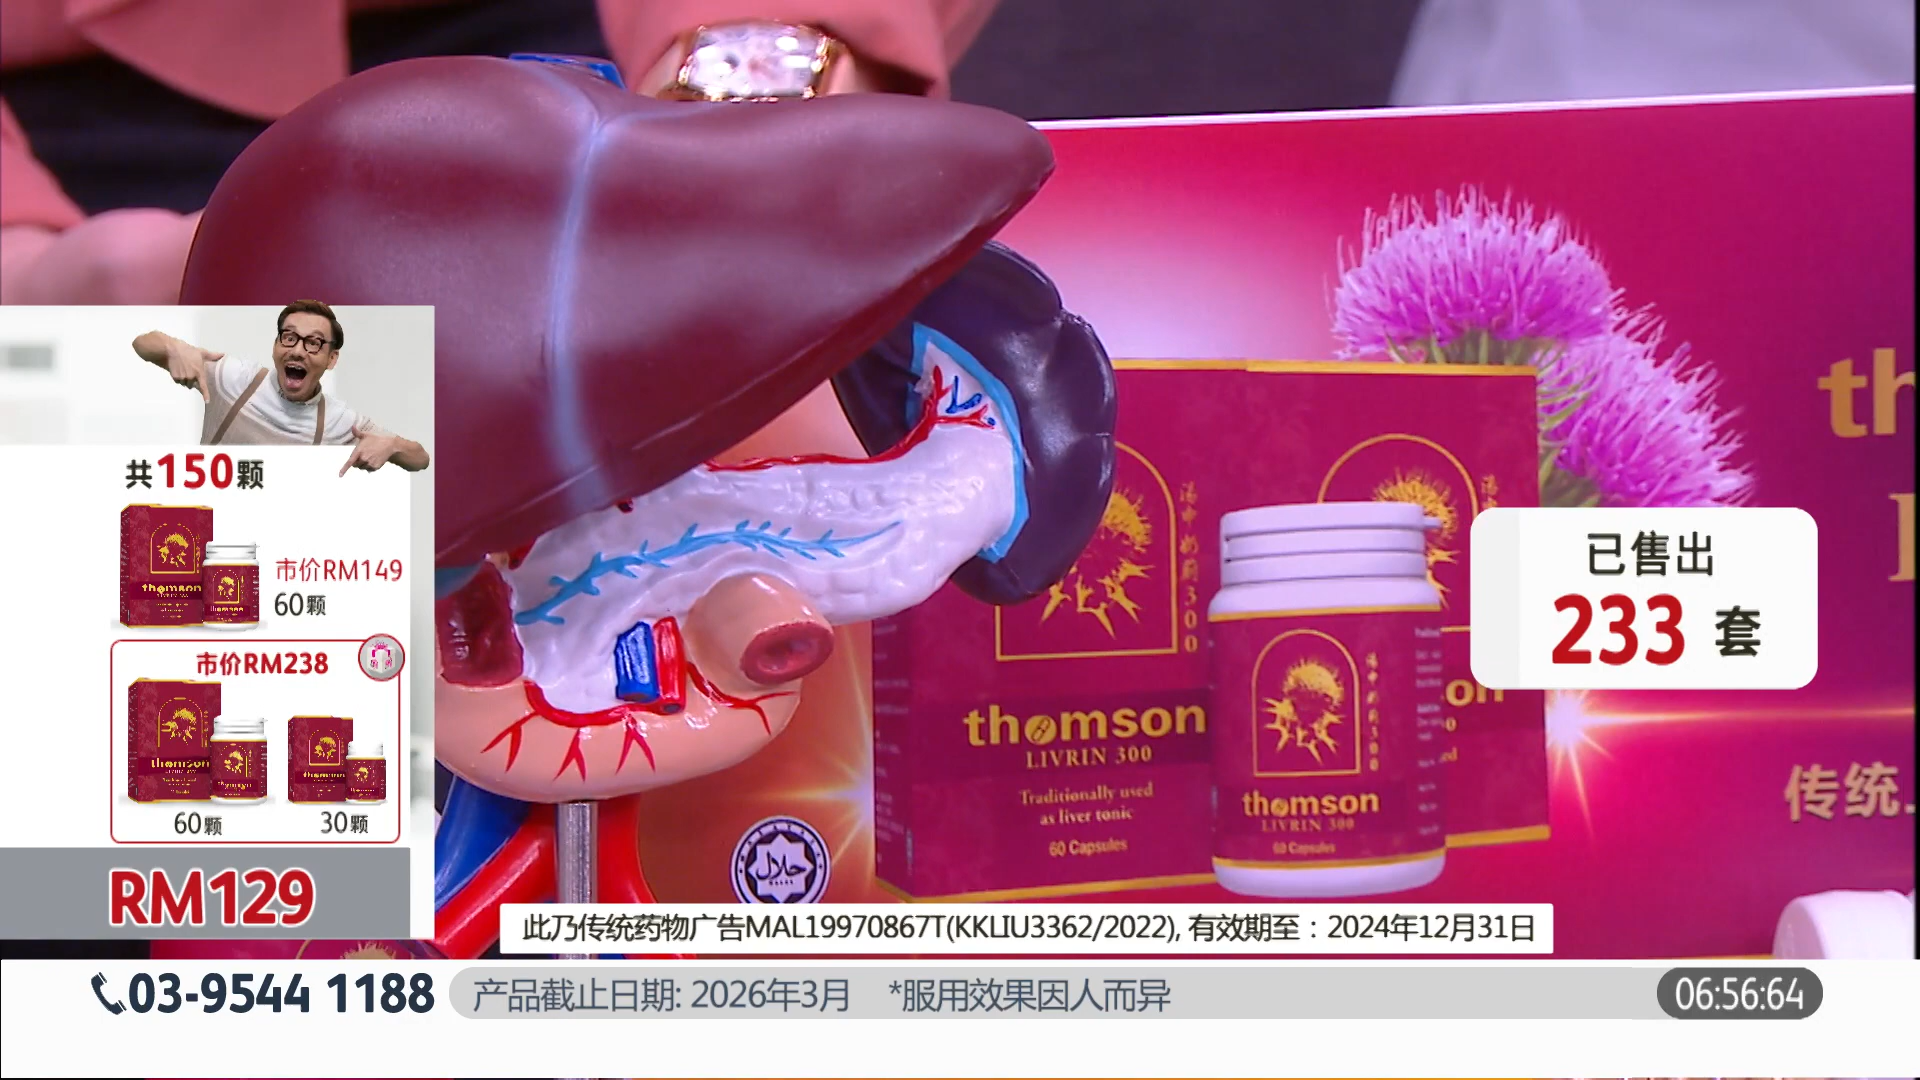 共150颗
市价RM149
60颗
市价RM238
60颗
30颗
RM129
thomson
LIVRIN 300
Traditionally used
as liver tonic
60 Capsules
thomson
LIVRIN 300
60 Capsules
on
th
传统
已售出
233 套
此乃传统药物广告MAL19970867T(KKLIU3362/2022), 有效期至：2024年12月31日
03-9544 1188
产品截止日期: 2026年3月 *服用效果因人而异
06:56:64